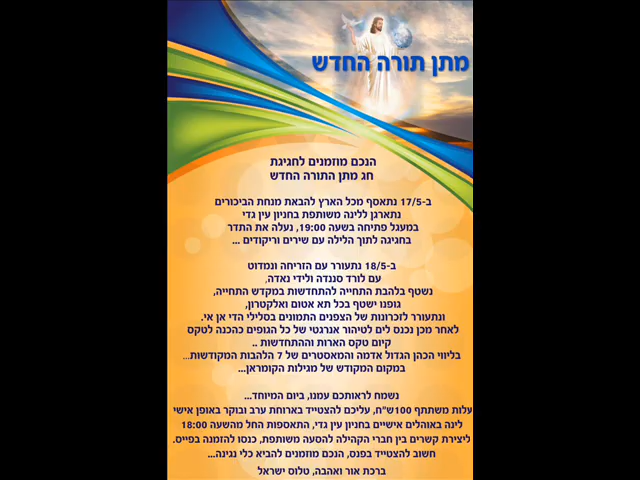 מתן תורה החדש
הנכם מוזמנים לחגיגת
חג מתן התורה החדש
ב-17/5 נתאסף מכל הארץ להבאת מנחת הביכורים
נתארגן ללינה משותפת בחניון עין גדי
במעגל פתיחה בשעה 19:00, נעלה את התדר
בחגיגה לתוך הלילה עם שירים וריקודים ...
ב-18/5 נתעורר עם הזריחה ונמדוט
עם לורד סננדה ולידי נאדה,
נשטף בלהבת התחייה להתחדשות במקדש התחייה,
גופנו ישטף בכל תא אטום ואלקטרון,
ונתעורר לזכרונות של הצפנים התמונים בסלילי הדי אן אי.
לאחר מכן נכנס לים לטיהור אנרגטי של כל הגופים כהכנה לטקס
קיום טקס הארות וההתחדשות ..
בליווי הכהן הגדול אדמה והמאסטרים של 7 הלהבות המקודשות...
במקום המקודש של מגילות הקומראן...
נשמח לראותכם עמנו, ביום המיוחד...
עלות משתתף 100ש"ח, עליכם להצטייד בארוחת ערב ובוקר באופן אישי
לינה באוהלים אישיים בחניון עין גדי, התאספות החל מהשעה 18:00
ליצירת קשרים בין חברי הקהילה להסעה משותפת, כנסו להזמנה בפייס.
חשוב להצטייד בפנס, הנכם מוזמנים להביא כלי נגינה...
ברכת אור ואהבה, טלוס ישראל